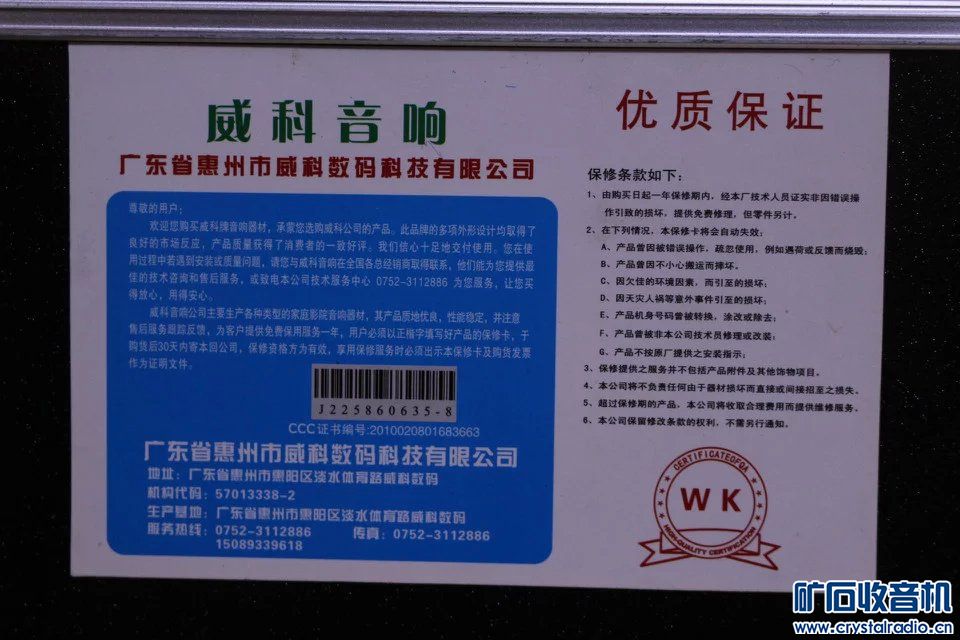 威科音响
广东省惠州市威科数码科技有限公司
尊敬的用户：
欢迎您购买威科牌音响器材，承蒙您选购威科公司的产品。此品牌的多项外形设计均取得了
良好的市场反应，产品质量获得了消费者的一致好评。我们信心十足地交付使用。您在使
用过程中若遇到安装或质量问题，请您与威科音响在全国各总经销商取得联系，他们能为您提供最
佳的技术咨询和售后服务，或致电本公司技术服务中心 0752-3112886 为您服务，让您买
得放心，用得安心。
威科音响公司主要生产各种类型的家庭影院音响器材，其产品质地优良，性能稳定，并注意
售后服务跟踪反馈，为客户提供免费保用服务一年，用户必须以正楷字填写好产品的保修卡，于
购货后30天内寄本回公司，保修资格方为有效，享用保修服务时必须出示本保修卡及购货发票
作为证明文件。
J225860635-8
CCC证书编号:2010020801683663
广东省惠州市威科数码科技有限公司
地址：广东省惠州市惠阳区淡水体育路威科数码
机构代码：57013338-2
生产基地：广东省惠州市惠阳区淡水体育路威科数码
服务热线：0752-3112886 传真：0752-3112886
15089339618
优质保证
保修条款如下：
1、由购买日起一年保修期内，经本厂技术人员证实非因错误操
作引致的损坏，提供免费修理，但零件另计。
2、在下列情况，本保修卡将会自动失效：
A、产品曾因被错误操作，疏忽使用，例如遇荷或反馈而烧毁；
B、产品曾因不小心搬运而摔坏。
C、因欠佳的环境因素，而引至的损坏；
D、因天灾人祸等意外事件引至的损坏；
E、产品机身号码曾被转换，涂改或除去；
F、产品曾被非本公司技术员修理或改装；
G、产品不按原厂提供之安装指示；
3、保修提供之服务并不包括产品附件及其他饰物项目。
4、本公司将不负责任何由于器材损坏而直接或间接招至之损失。
5、超过保修期的产品，本公司将收取合理费用而提供维修服务。
6、本公司保留修改条款的权利，不需另行通知。
CERTIFICATEOFDA
WK
HIGH-QUALITY CERTIFICATION
矿石收音机
www.crystalradio.cn